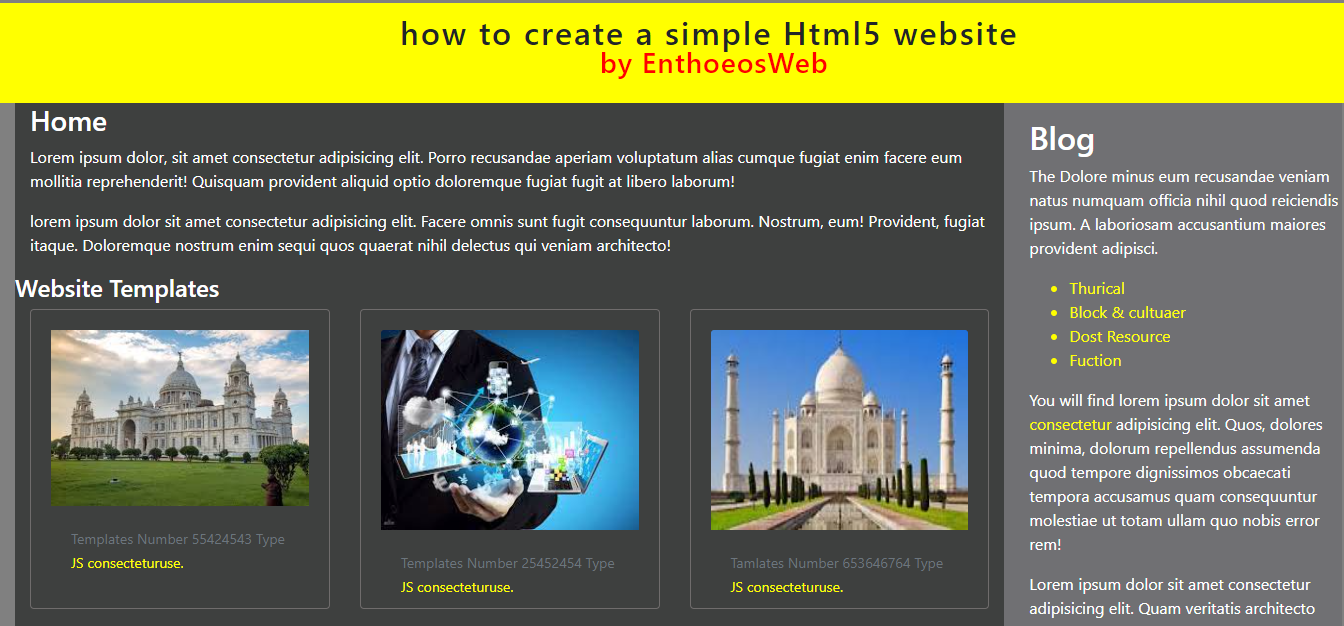 how to create a simple Html5 website
by EnthoeosWeb
Home
Lorem ipsum dolor, sit amet consectetur adipisicing elit. Porro recusandae aperiam voluptatum alias cumque fugiat enim facere eum
mollitia reprehenderit! Quisquam provident aliquid optio doloremque fugiat fugit at libero laborum!
lorem ipsum dolor sit amet consectetur adipisicing elit. Facere omnis sunt fugit consequuntur laborum. Nostrum, eum! Provident, fugiat
itaque. Doloremque nostrum enim sequi quos quaerat nihil delectus qui veniam architecto!
Website Templates
Templates Number 55424543 Type
JS consecteturuse.
Templates Number 25452454 Type
JS consecteturuse.
Tamlates Number 653646764 Type
JS consecteturuse.
Blog
The Dolore minus eum recusandae veniam
natus numquam officia nihil quod reiciendis
ipsum. A laboriosam accusantium maiores
provident adipisci.
Thurical
Block & cultuaer
Dost Resource
Fuction
You will find lorem ipsum dolor sit amet
consectetur adipisicing elit. Quos, dolores
minima, dolorum repellendus assumenda
quod tempore dignissimos obcaecati
tempora accusamus quam consequuntur
molestiae ut totam ullam quo nobis error
rem!
Lorem ipsum dolor sit amet consectetur
adipisicing elit. Quam veritatis architecto